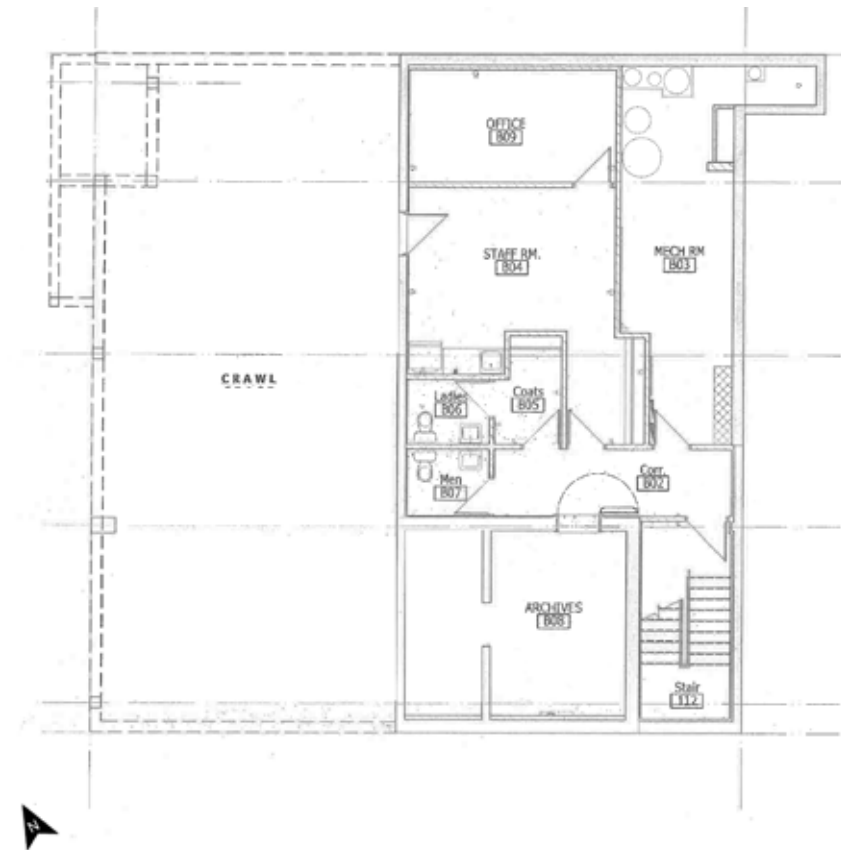 OFFICE
B09
STAFF RM.
B04
MECH RM
B03
CRAWL
Coats
B05
Ladies
B06
Men
B07
Corr.
B02
ARCHIVES
B08
Stair
112
N